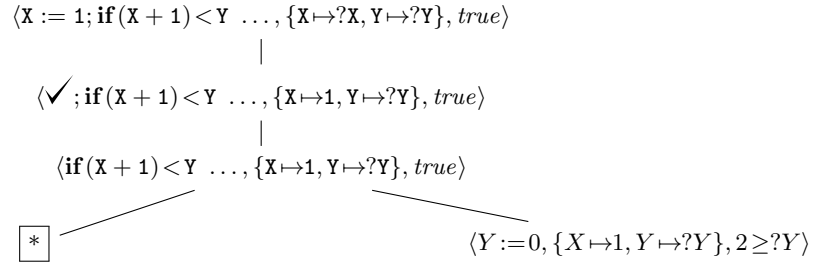 ⟨X := 1; if (X + 1) < Y ..., {X↦?X, Y↦?Y}, true⟩
⟨✓; if (X + 1) < Y ..., {X↦1, Y↦?Y}, true⟩
⟨if (X + 1) < Y ..., {X↦1, Y↦?Y}, true⟩
* ⟨Y := 0, {X ↦ 1, Y ↦ ?Y}, 2 ≥ ?Y⟩